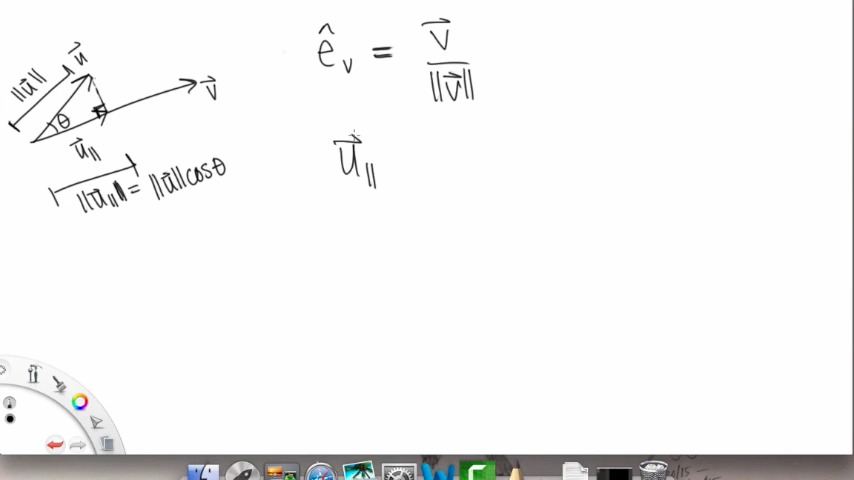 ‖u⃗‖
u⃗
θ
v⃗
u⃗∥
‖u⃗∥‖ = ‖u⃗‖cosθ
ê_v = v⃗ / ‖v⃗‖
u⃗∥